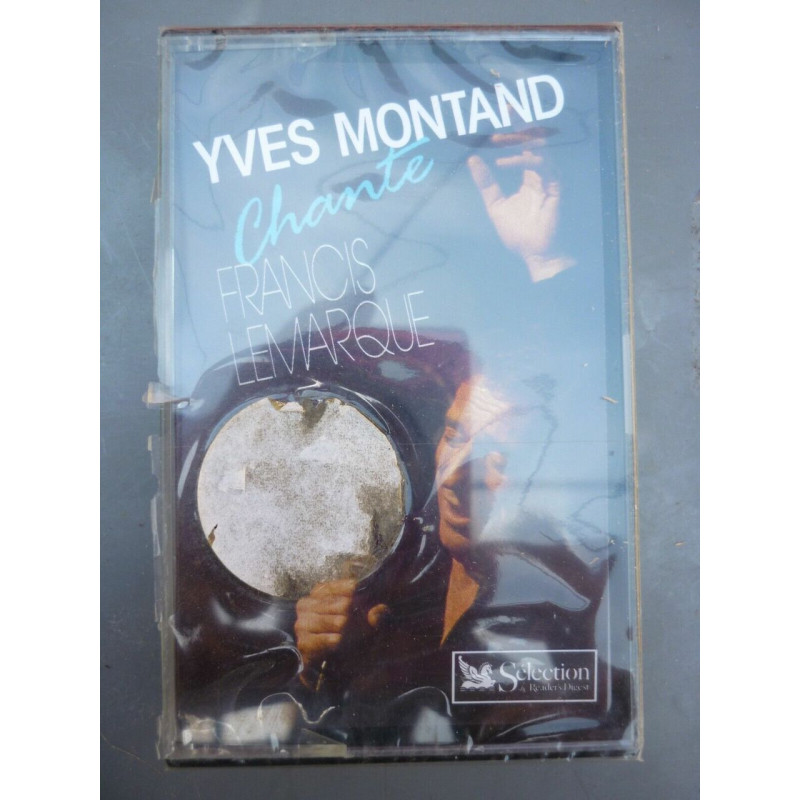 YVES MONTAND
Chante
FRANCIS
LEMARQUE
Sélection
du Reader's Digest